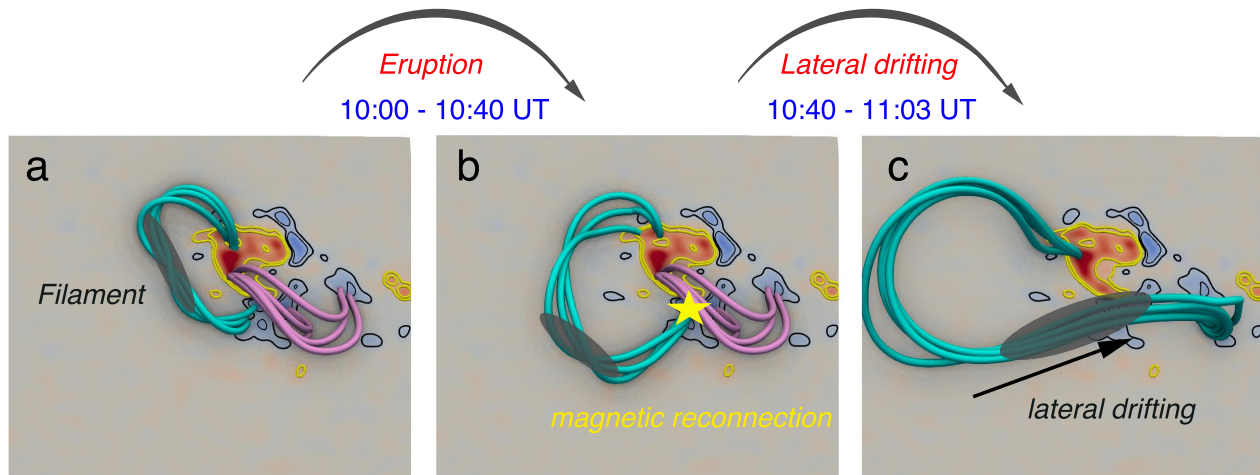 Eruption
10:00 - 10:40 UT
Lateral drifting
10:40 - 11:03 UT
a
Filament
b
magnetic reconnection
c
lateral drifting